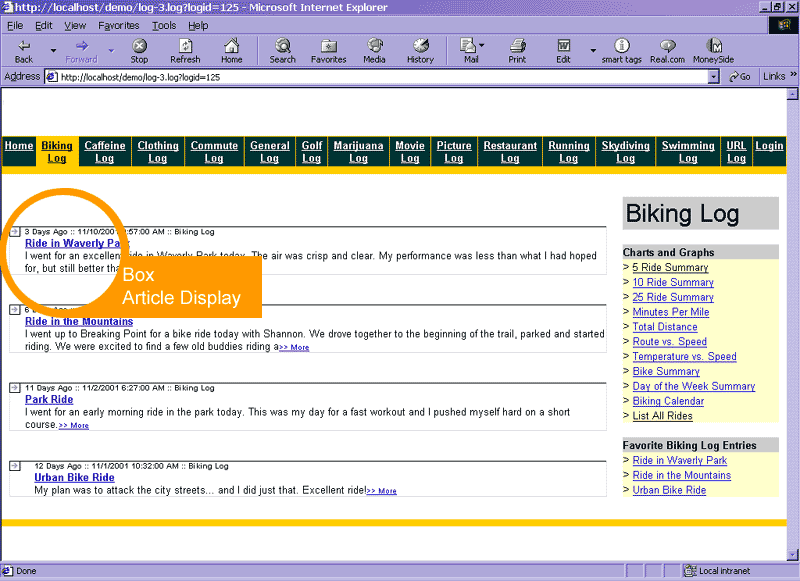 http://localhost/demo/log-3.log?logid=125 - Microsoft Internet Explorer
File Edit View Favorites Tools Help
Back Forward Stop Refresh Home Search Favorites Media History Mail Print Edit smart tags Real.com MoneySide
Address http://localhost/demo/log-3.log?logid=125 Go Links »
Home Biking Log Caffeine Log Clothing Log Commute Log General Log Golf Log Marijuana Log Movie Log Picture Log Restaurant Log Running Log Skydiving Log Swimming Log URL Log Login
3 Days Ago :: 11/10/2001 :57:00 AM :: Biking Log
Ride in Waverly Park
I went for an excellent ride in Waverly Park today. The air was crisp and clear. My performance was less than what I had hoped
for, but still better tha
Box
Article Display
6
Ride in the Mountains
I went up to Breaking Point for a bike ride today with Shannon. We drove together to the beginning of the trail, parked and started
riding. We were excited to find a few old buddies riding a>> More
11 Days Ago :: 11/2/2001 6:27:00 AM :: Biking Log
Park Ride
I went for an early morning ride in the park today. This was my day for a fast workout and I pushed myself hard on a short
course.>> More
12 Days Ago :: 11/1/2001 10:32:00 AM :: Biking Log
Urban Bike Ride
My plan was to attack the city streets... and I did just that. Excellent ride!>> More
Biking Log
Charts and Graphs
> 5 Ride Summary
> 10 Ride Summary
> 25 Ride Summary
> Minutes Per Mile
> Total Distance
> Route vs. Speed
> Temperature vs. Speed
> Bike Summary
> Day of the Week Summary
> Biking Calendar
> List All Rides
Favorite Biking Log Entries
> Ride in Waverly Park
> Ride in the Mountains
> Urban Bike Ride
Done Local intranet